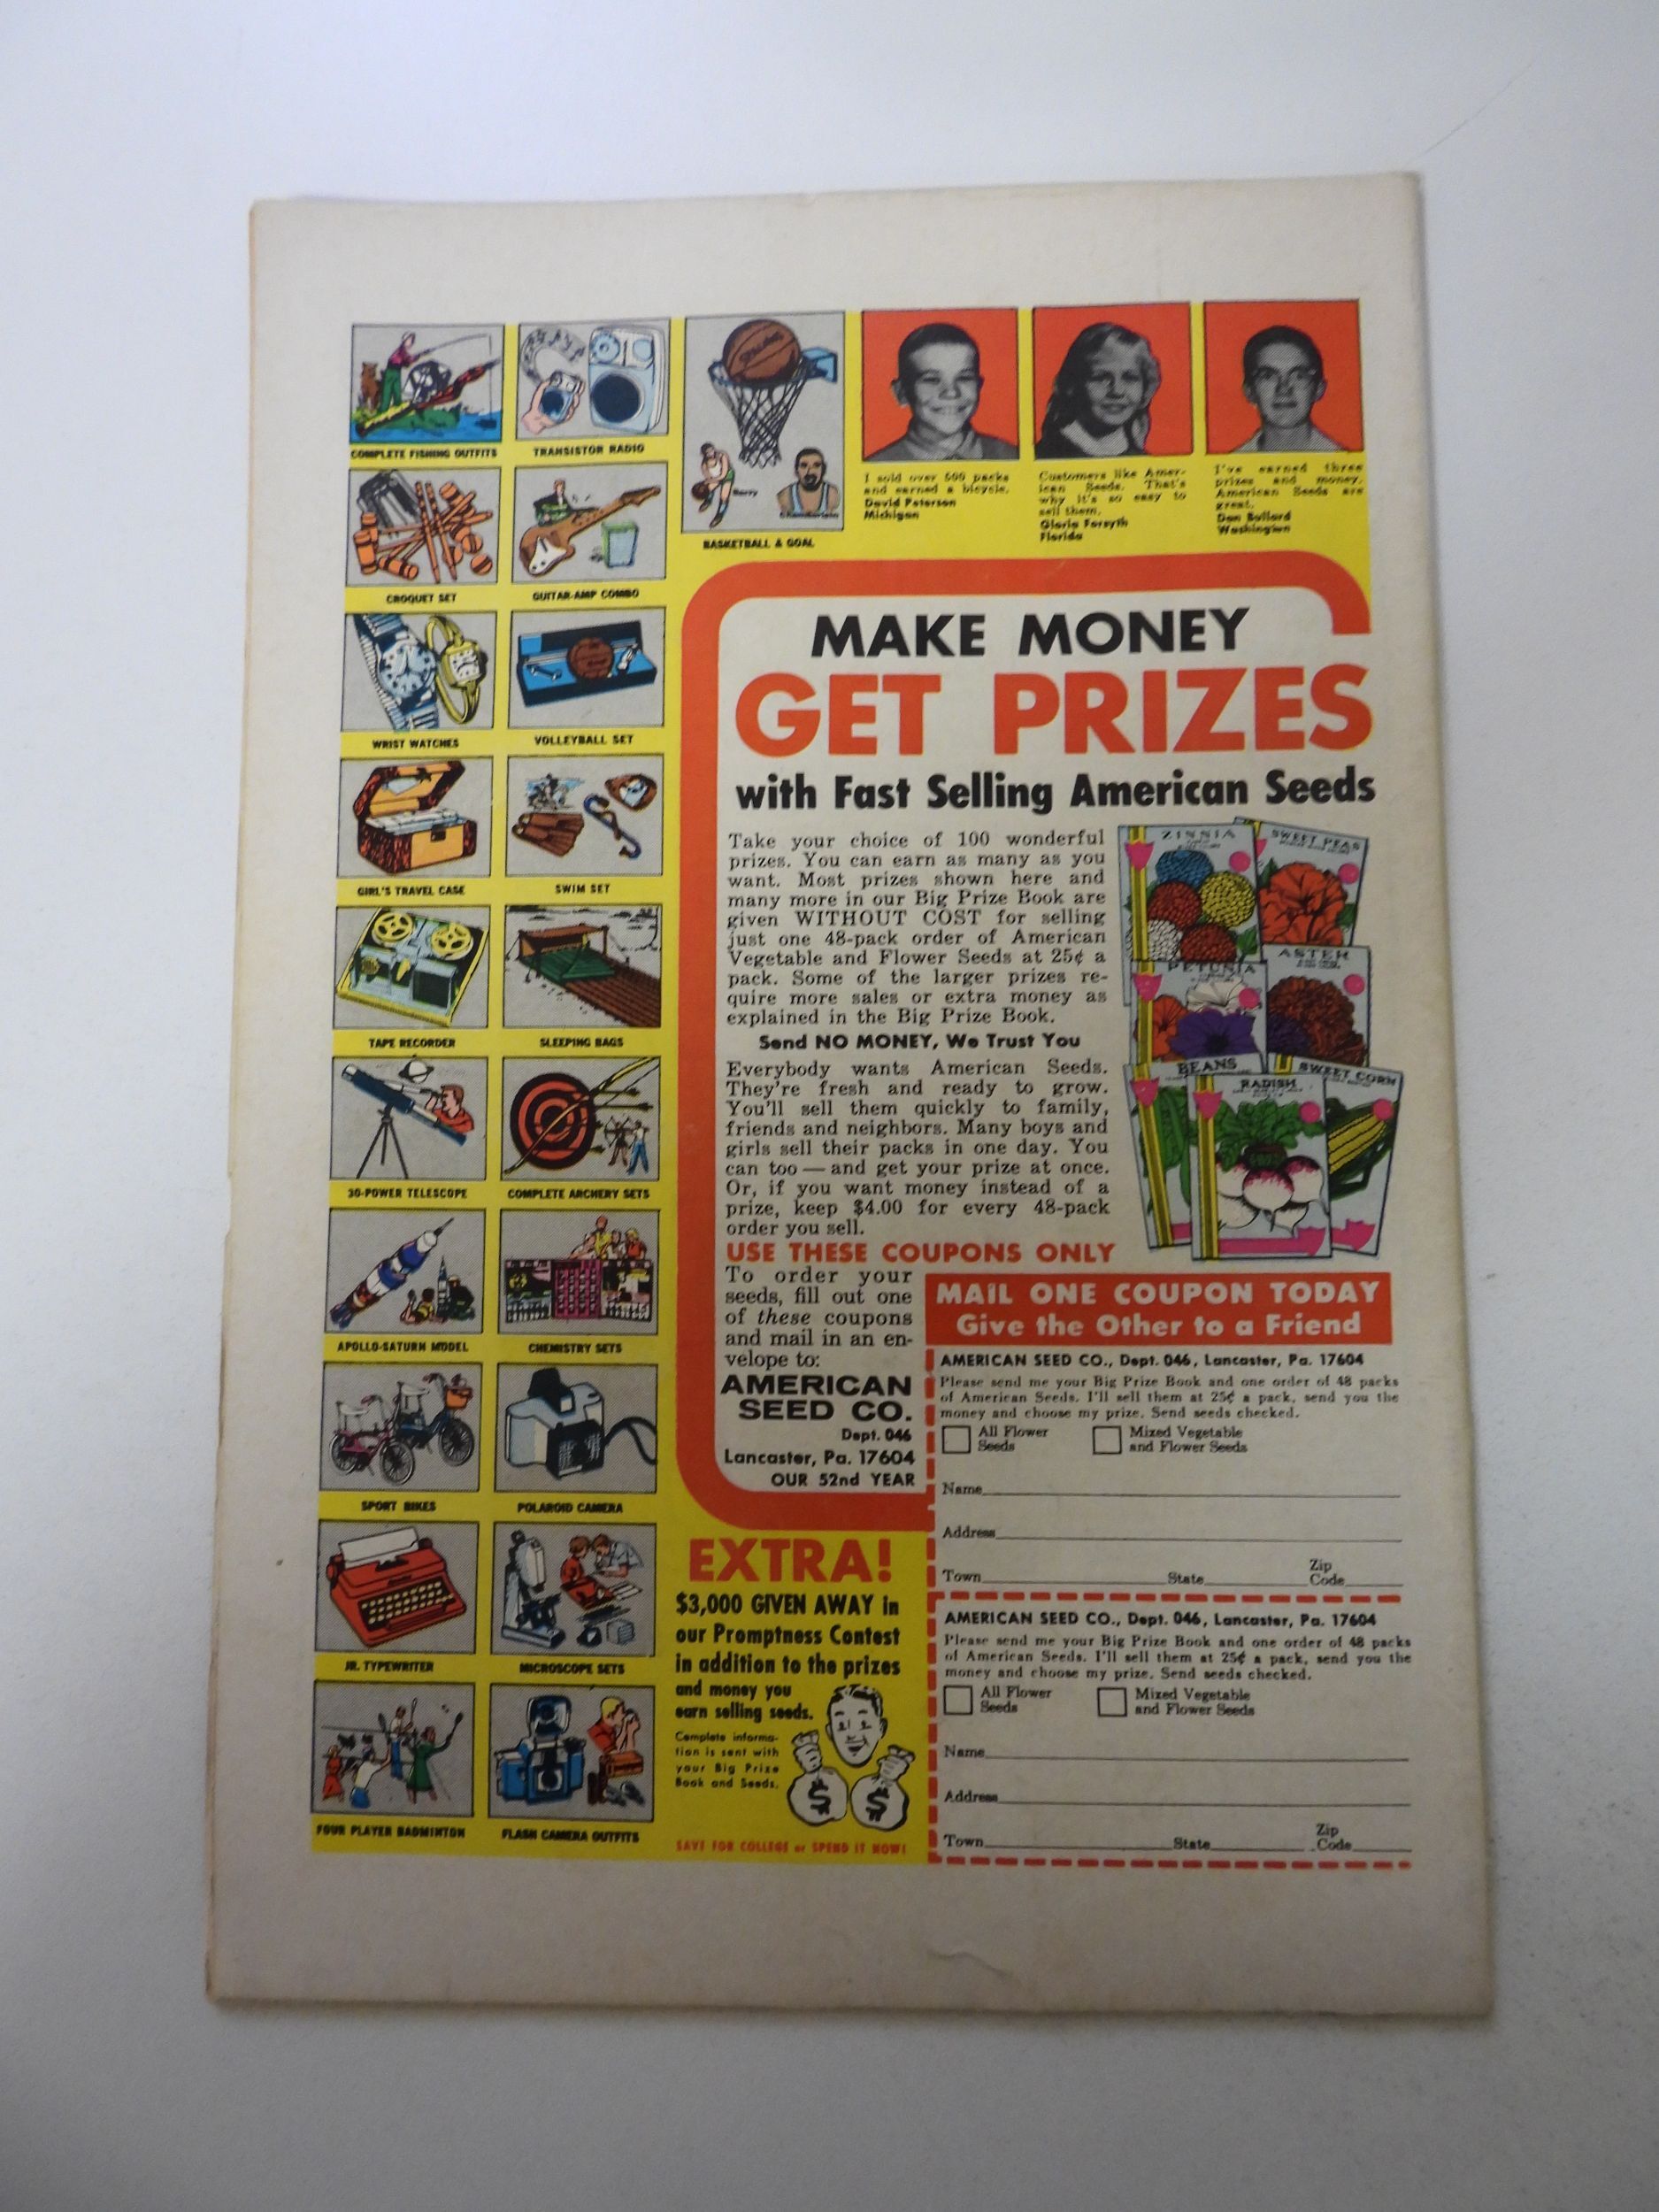 COMPLETE FISHING OUTFITS
TRANSISTOR RADIO
CROQUET SET
GUITAR-AMP COMBO
WRIST WATCHES
VOLLEYBALL SET
GIRL'S TRAVEL CASE
SWIM SET
TAPE RECORDER
SLEEPING BAGS
30-POWER TELESCOPE
COMPLETE ARCHERY SETS
APOLLO-SATURN MODEL
CHEMISTRY SETS
SPORT BIKES
POLAROID CAMERA
JR. TYPEWRITER
MICROSCOPE SETS
FOUR PLAYER BADMINTON
FLASH CAMERA OUTFITS
Barry
BASKETBALL & GOAL
I sold over 500 packs
and earned a bicycle.
David Peterson
Michigan
Customers like Amer-
ican Seeds. That's
why it's so easy to
sell them.
Gloria Forsyth
Florida
I've earned three
prizes and money.
American Seeds are
great.
Dan Ballard
Washington
MAKE MONEY
GET PRIZES
with Fast Selling American Seeds
Take your choice of 100 wonderful
prizes. You can earn as many as you
want. Most prizes shown here and
many more in our Big Prize Book are
given WITHOUT COST for selling
just one 48-pack order of American
Vegetable and Flower Seeds at 25¢ a
pack. Some of the larger prizes re-
quire more sales or extra money as
explained in the Big Prize Book.
Send NO MONEY, We Trust You
Everybody wants American Seeds.
They're fresh and ready to grow.
You'll sell them quickly to family,
friends and neighbors. Many boys and
girls sell their packs in one day. You
can too — and get your prize at once.
Or, if you want money instead of a
prize, keep $4.00 for every 48-pack
order you sell.
ZINNIA
SWEET PEAS
PETUNIA
ASTER
BEANS
RADISH
SWEET CORN
USE THESE COUPONS ONLY
To order your
seeds, fill out one
of these coupons
and mail in an en-
velope to:
AMERICAN
SEED CO.
Dept. 046
Lancaster, Pa. 17604
OUR 52nd YEAR
MAIL ONE COUPON TODAY
Give the Other to a Friend
AMERICAN SEED CO., Dept. 046, Lancaster, Pa. 17604
Please send me your Big Prize Book and one order of 48 packs
of American Seeds. I'll sell them at 25¢ a pack, send you the
money and choose my prize. Send seeds checked.
All Flower Seeds
Mixed Vegetable and Flower Seeds
Name
Address
Town State Zip Code
AMERICAN SEED CO., Dept. 046, Lancaster, Pa. 17604
Please send me your Big Prize Book and one order of 48 packs
of American Seeds. I'll sell them at 25¢ a pack, send you the
money and choose my prize. Send seeds checked.
All Flower Seeds
Mixed Vegetable and Flower Seeds
Name
Address
Town State Zip Code
EXTRA!
$3,000 GIVEN AWAY in
our Promptness Contest
in addition to the prizes
and money you
earn selling seeds.
Complete informa-
tion is sent with
your Big Prize
Book and Seeds.
$ $
SAVE FOR COLLEGE or SPEND IT NOW!